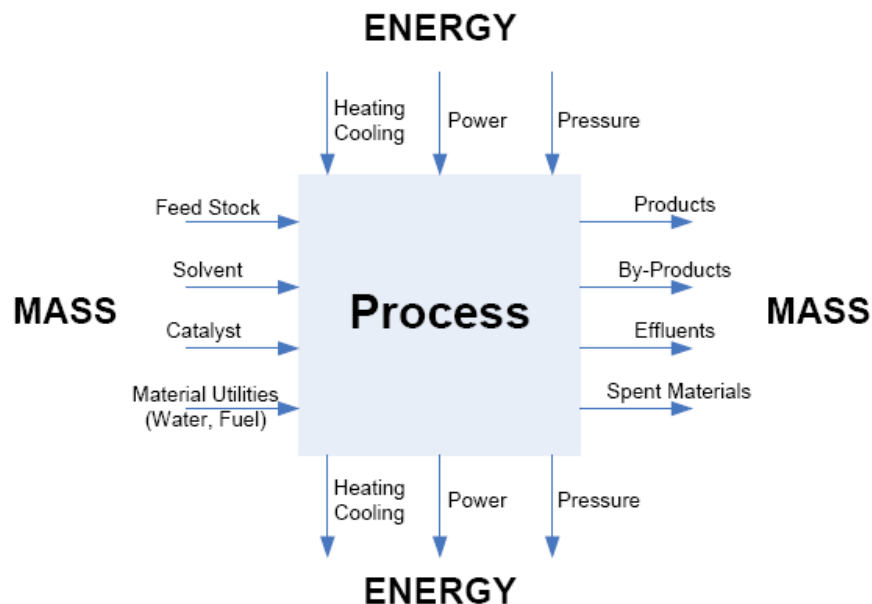 ENERGY
Heating
Cooling
Power
Pressure
Feed Stock
Products
Solvent
By-Products
MASS
Process
MASS
Catalyst
Effluents
Material Utilities
(Water, Fuel)
Spent Materials
Heating
Cooling
Power
Pressure
ENERGY